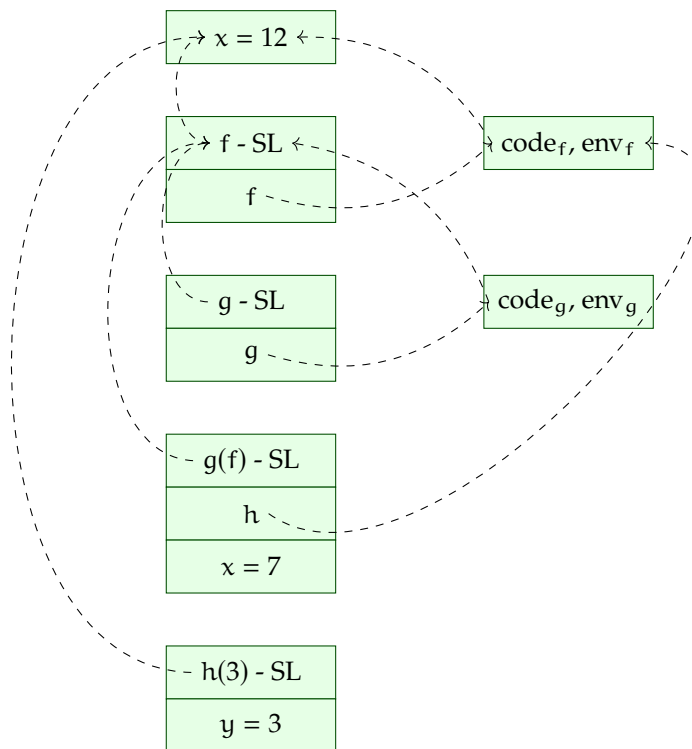 x = 12
f - SL
f
code_f, env_f
g - SL
g
code_g, env_g
g(f) - SL
h
x = 7
h(3) - SL
y = 3